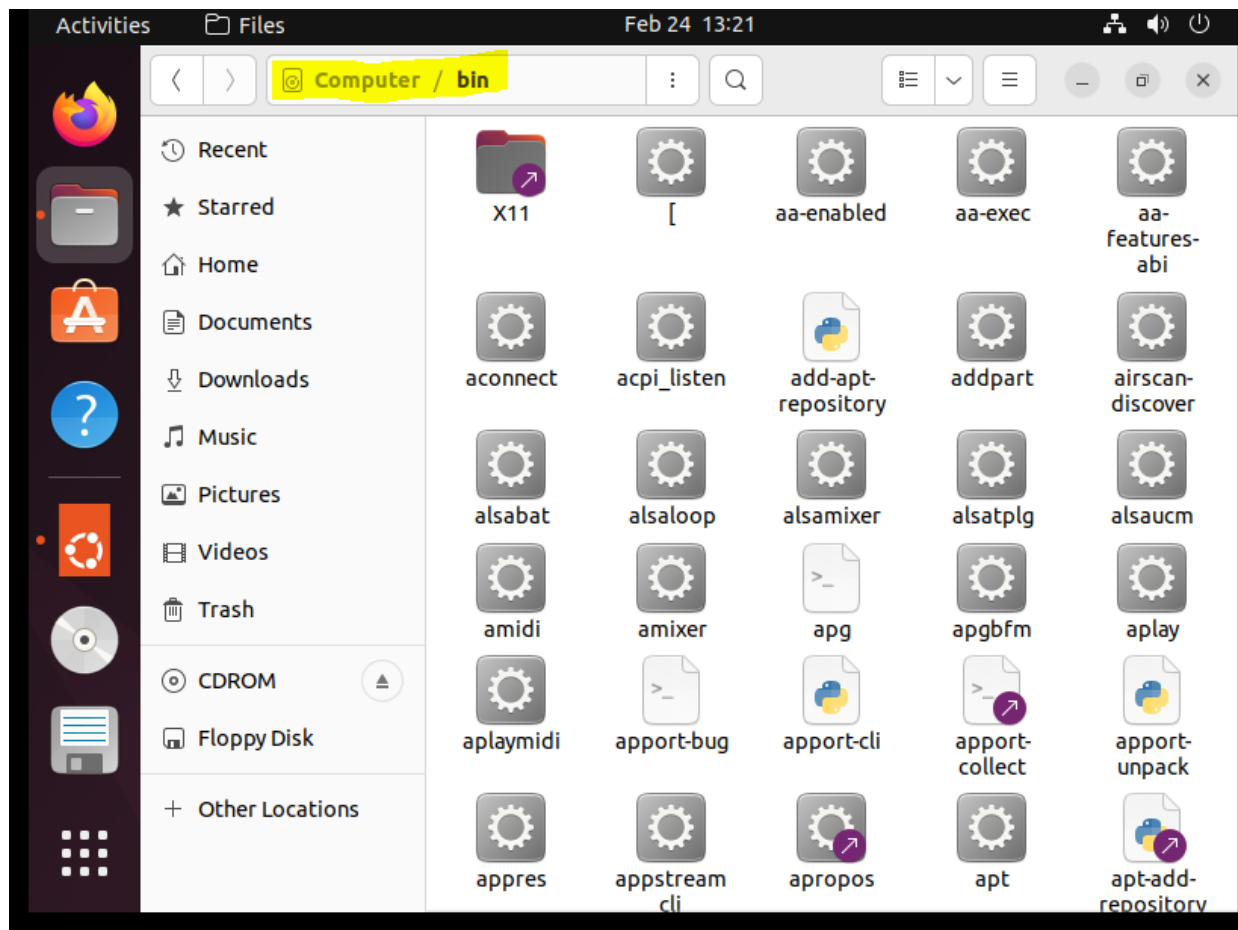 Activities Files Feb 24 13:21
Computer / bin
Recent
Starred
Home
Documents
Downloads
Music
Pictures
Videos
Trash
CDROM
Floppy Disk
+ Other Locations
X11 [ aa-enabled aa-exec aa-
features-
abi
aconnect acpi_listen add-apt- addpart airscan-
repository discover
alsabat alsaloop alsamixer alsatplg alsaucm
amidi amixer apg apgbfm aplay
aplaymidi apport-bug apport-cli apport- apport-
collect unpack
appres appstream apropos apt apt-add-
cli repository